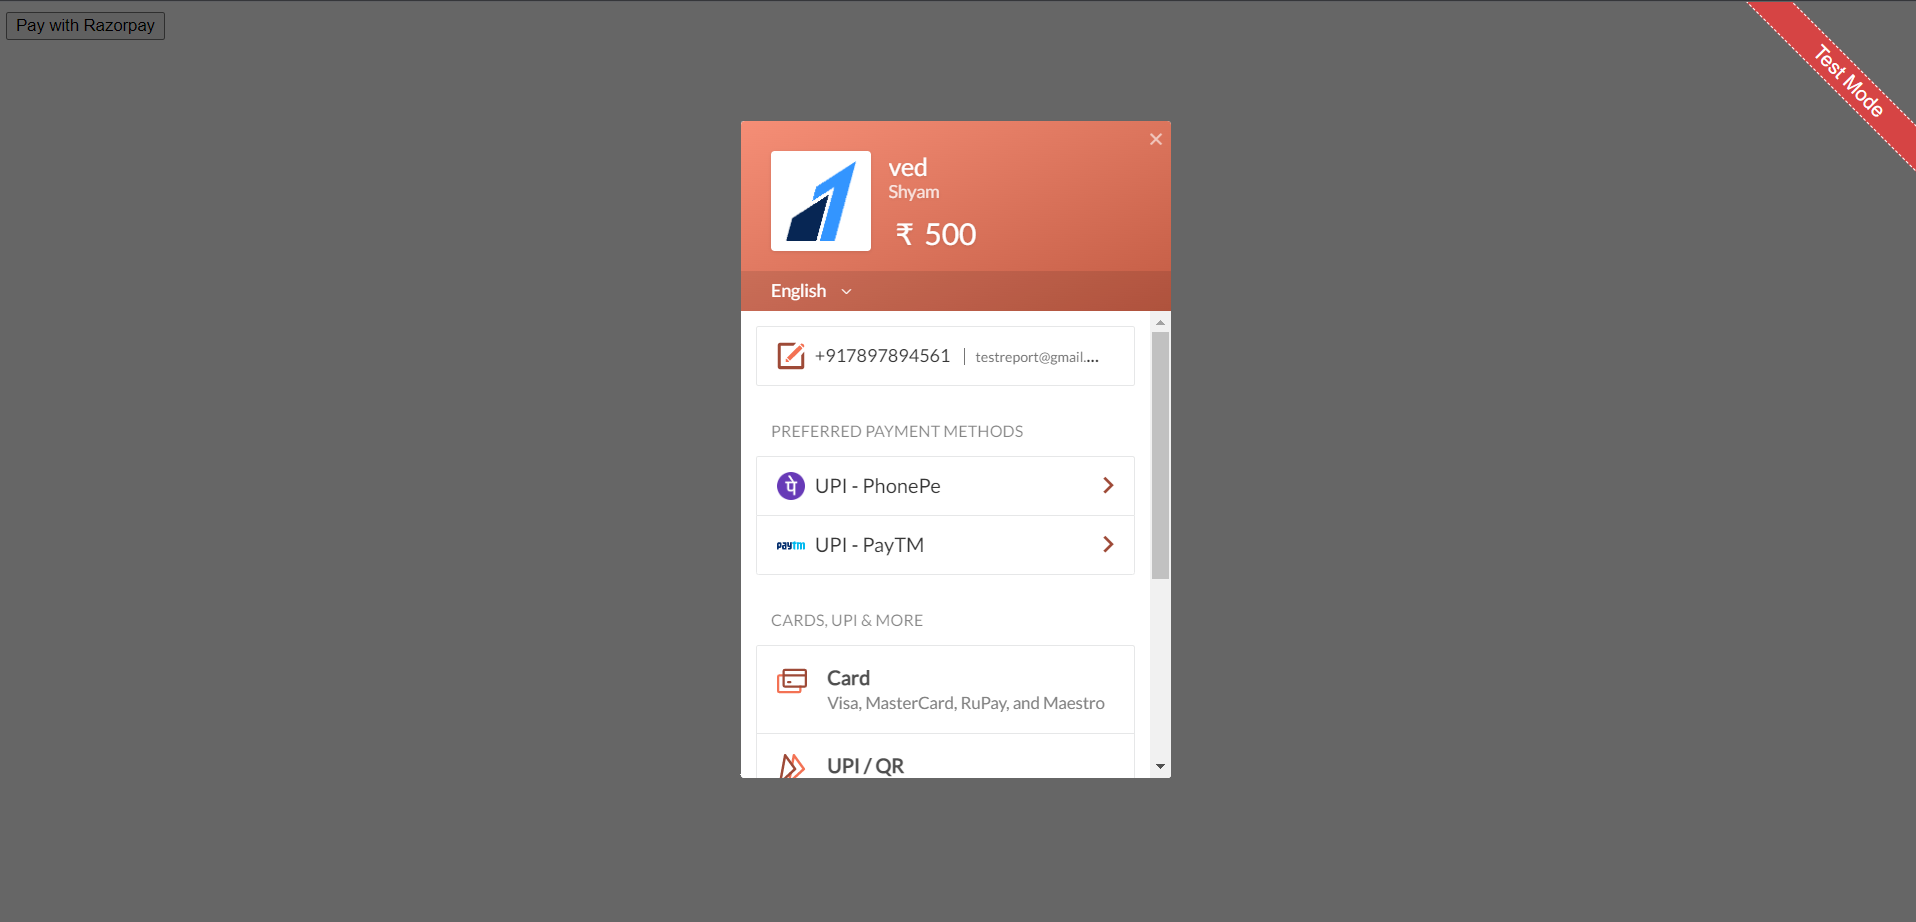 Pay with Razorpay
Test Mode
ved
Shyam
₹ 500
English
+917897894561 | testreport@gmail....
PREFERRED PAYMENT METHODS
पे UPI - PhonePe
paytm UPI - PayTM
CARDS, UPI & MORE
Card
Visa, MasterCard, RuPay, and Maestro
UPI / QR